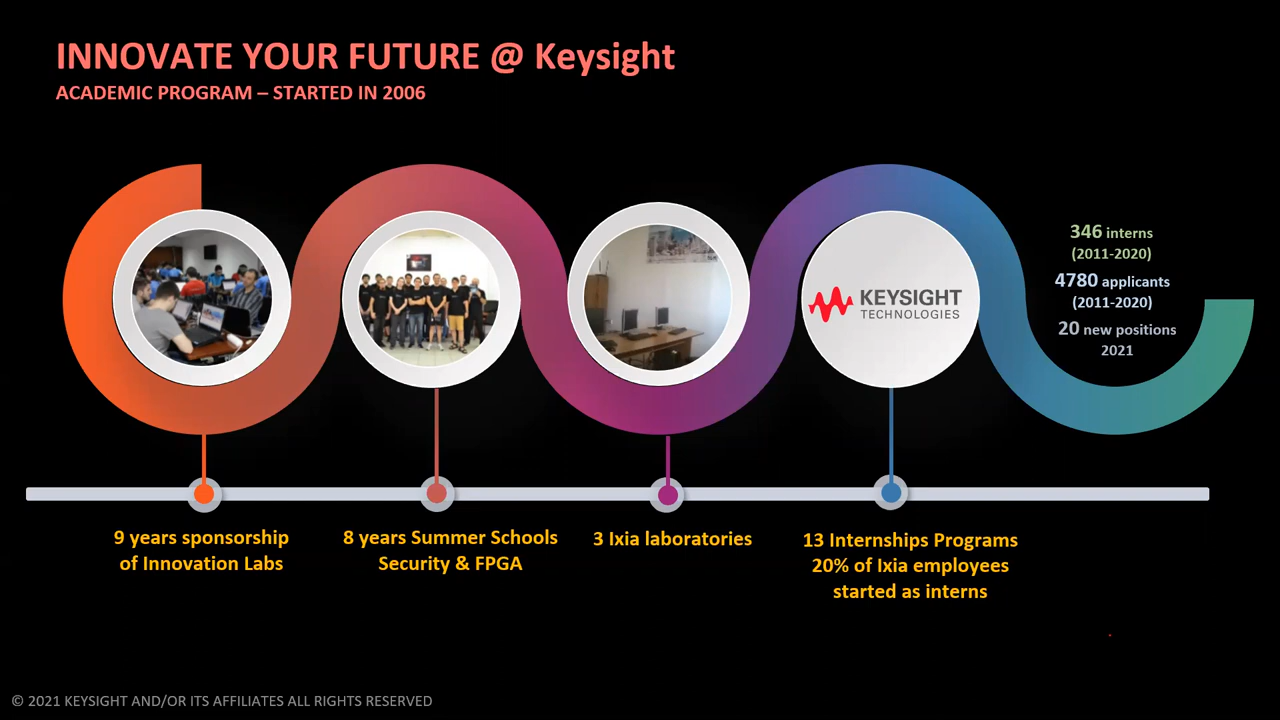 INNOVATE YOUR FUTURE @ Keysight
ACADEMIC PROGRAM – STARTED IN 2006
346 interns
(2011-2020)
4780 applicants
(2011-2020)
20 new positions
2021
KEYSIGHT
TECHNOLOGIES
9 years sponsorship
of Innovation Labs
8 years Summer Schools
Security & FPGA
3 Ixia laboratories
13 Internships Programs
20% of Ixia employees
started as interns
© 2021 KEYSIGHT AND/OR ITS AFFILIATES ALL RIGHTS RESERVED